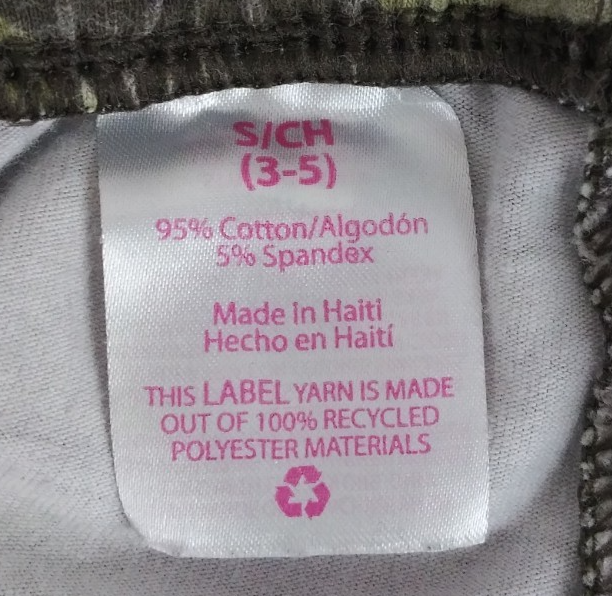 S/CH
(3-5)
95% Cotton/Algodón
5% Spandex
Made in Haiti
Hecho en Haití
THIS LABEL YARN IS MADE
OUT OF 100% RECYCLED
POLYESTER MATERIALS